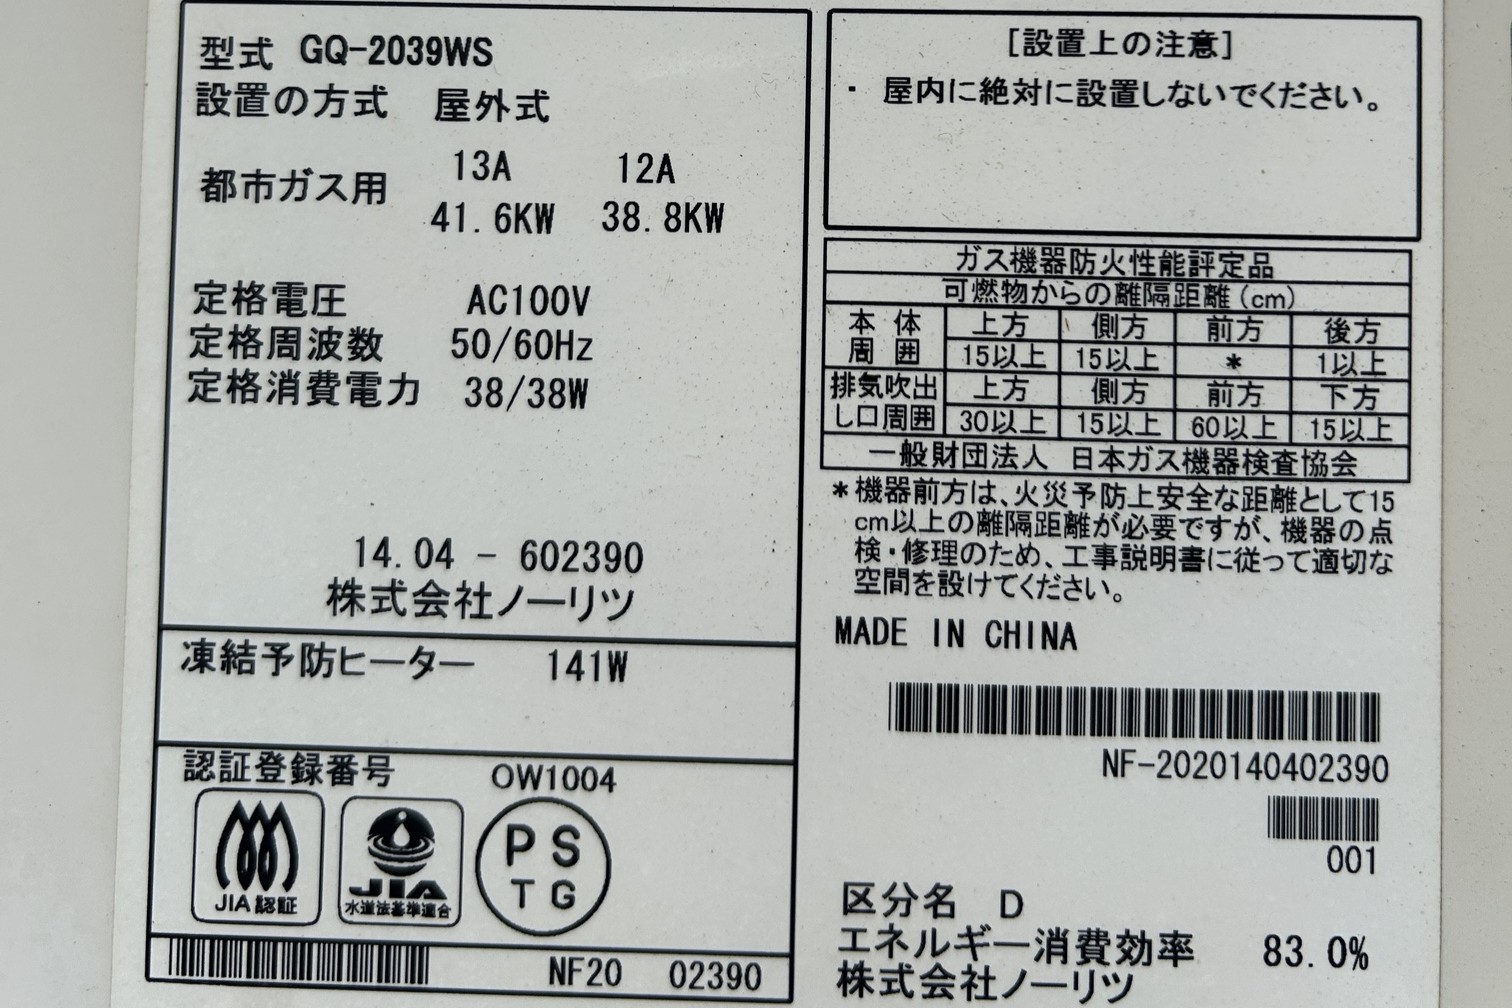 型式 GQ-2039WS
設置の方式 屋外式
都市ガス用 13A 12A
41.6KW 38.8KW
定格電圧 AC100V
定格周波数 50/60Hz
定格消費電力 38/38W
14.04 - 602390
株式会社ノーリツ
凍結予防ヒーター 141W
認証登録番号 OW1004
JIA認証
JIA
水道法基準適合
PS
TG
NF20 02390
[設置上の注意]
・ 屋内に絶対に設置しないでください。
ガス機器防火性能評定品
可燃物からの離隔距離(cm)
本体周囲 上方 側方 前方 後方
15以上 15以上 * 1以上
排気吹出し口周囲 上方 側方 前方 下方
30以上 15以上 60以上 15以上
一般財団法人 日本ガス機器検査協会
*機器前方は、火災予防上安全な距離として15
cm以上の離隔距離が必要ですが、機器の点
検・修理のため、工事説明書に従って適切な
空間を設けてください。
MADE IN CHINA
NF-2020140402390
001
区分名 D
エネルギー消費効率 83.0%
株式会社ノーリツ